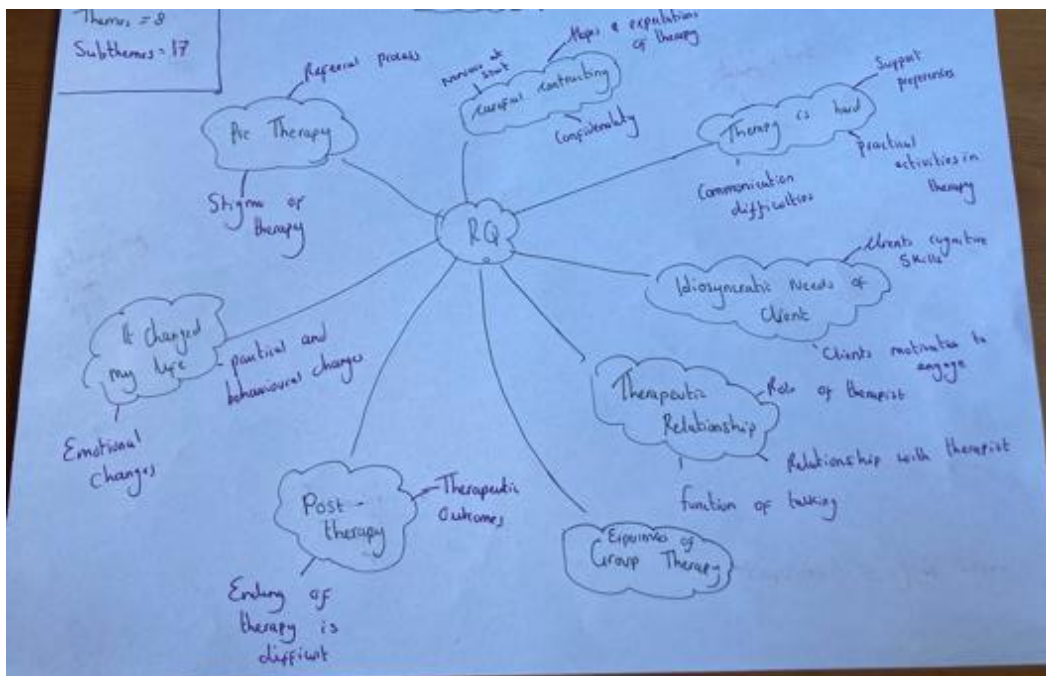 Themes = 8
Subthemes = 17
Referral process
Pre Therapy
Stigma of
therapy
Nervous at
start
Hopes & expectations
of therapy
Careful contracting
Confidentiality
Support
preferences
Therapy is hard
practical
activities in
therapy
Communication
difficulties
RQ
Clients cognitive
Skills
Idiosyncratic Needs of
Client
Clients motivation to
engage
Therapeutic
Relationship
Role of therapist
Relationship with therapist
function of talking
Group Therapy
Post-
therapy
Therapeutic
Outcomes
Ending of
therapy is
difficult
It changed
my life
practical and
behavioural changes
Emotional
Changes